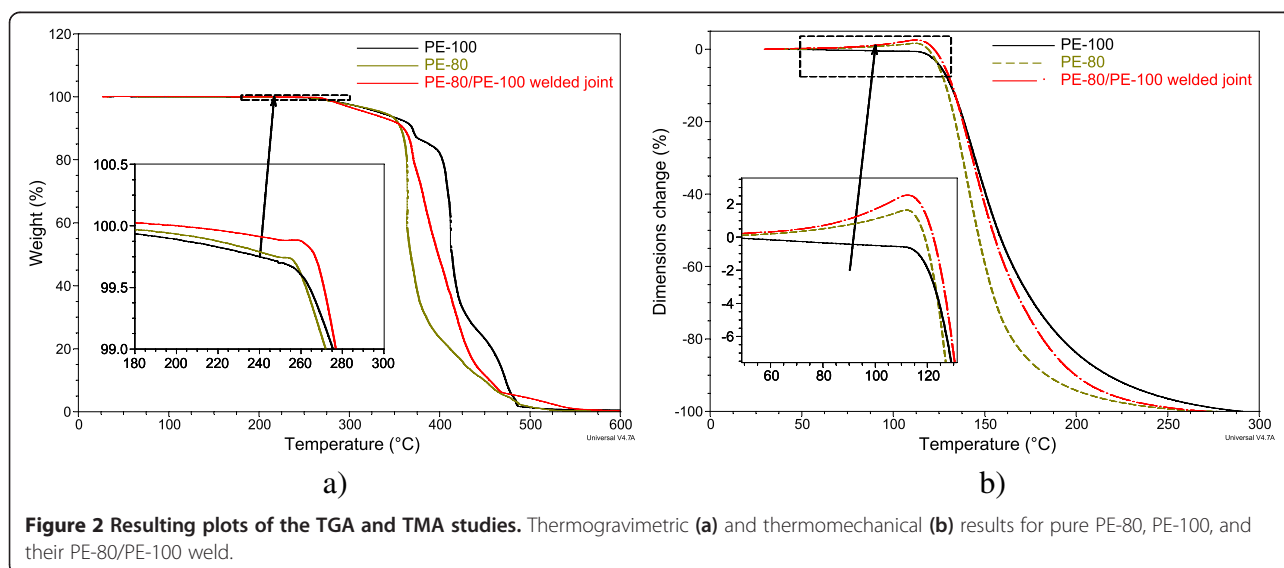 120
100
80
60
40
20
0
Weight (%)
PE-100
PE-80
PE-80/PE-100 welded joint
100.5
100.0
99.5
99.0
180 200 220 240 260 280 300
0 100 200 300 400 500 600
Temperature (°C)
Universal V4.7A
a)
0
-20
-40
-60
-80
-100
Dimensions change (%)
PE-100
PE-80
PE-80/PE-100 welded joint
2
0
-2
-4
-6
60 80 100 120
0 50 100 150 200 250 300
Temperature (°C)
Universal V4.7A
b)
Figure 2 Resulting plots of the TGA and TMA studies. Thermogravimetric (a) and thermomechanical (b) results for pure PE-80, PE-100, and
their PE-80/PE-100 weld.